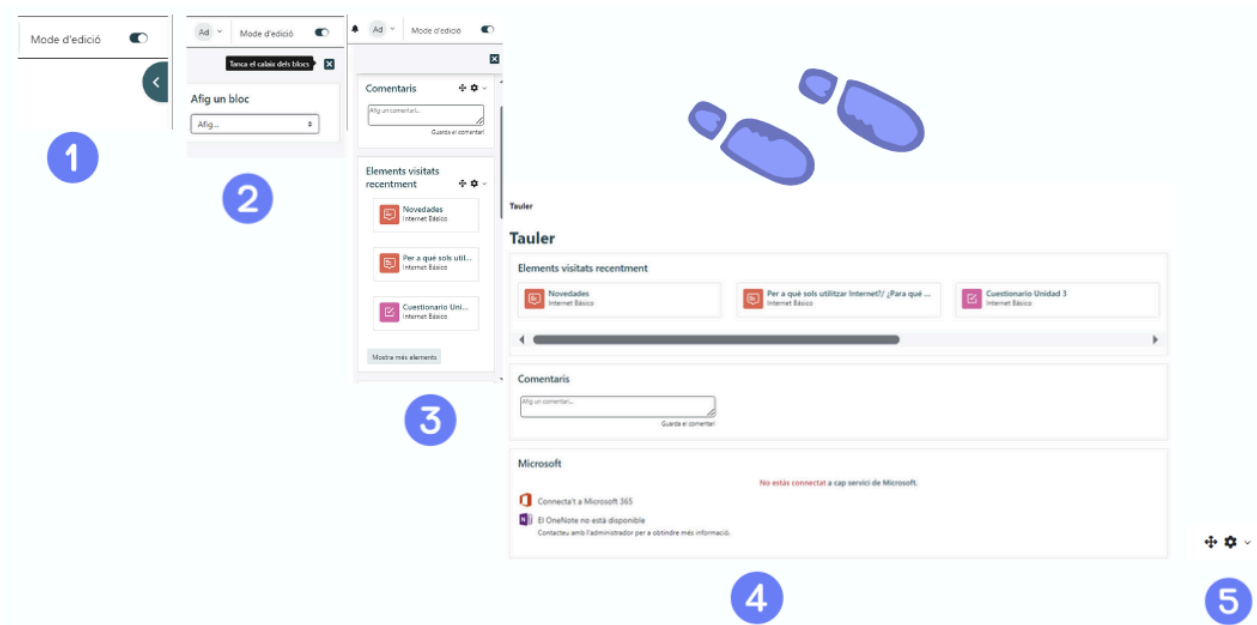 Mode d'edició
1
Ad
Mode d'edició
Tanca el calaix dels blocs
Afig un bloc
Afig...
2
Ad
Mode d'edició
Comentaris
Afig un comentari...
Guarda el comentari
Elements visitats
recentment
Novedades
Internet Básico
Per a què sols util...
Internet Básico
Cuestionario Uni...
Internet Básico
Mostra més elements
3
Tauler
Tauler
Elements visitats recentment
Novedades
Internet Básico
Per a què sols utilitzar Internet?/ ¿Para qué ...
Internet Básico
Cuestionario Unidad 3
Internet Básico
Comentaris
Afig un comentari...
Guarda el comentari
Microsoft
No estàs connectat a cap servici de Microsoft.
Connecta't a Microsoft 365
El OneNote no està disponible
Contacteu amb l'administrador per a obtindre més informació.
4
5